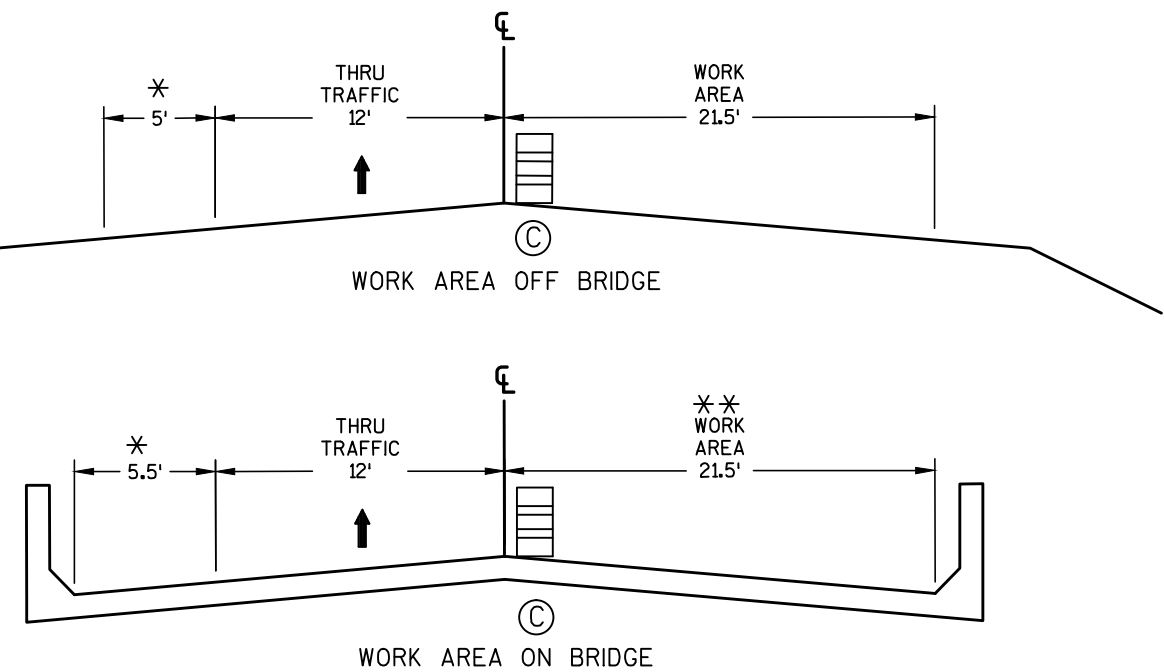 ℄
THRU
TRAFFIC
12'
WORK
AREA
21.5'
*
5'
C
WORK AREA OFF BRIDGE
℄
*
5.5'
THRU
TRAFFIC
12'
**
WORK
AREA
21.5'
C
WORK AREA ON BRIDGE